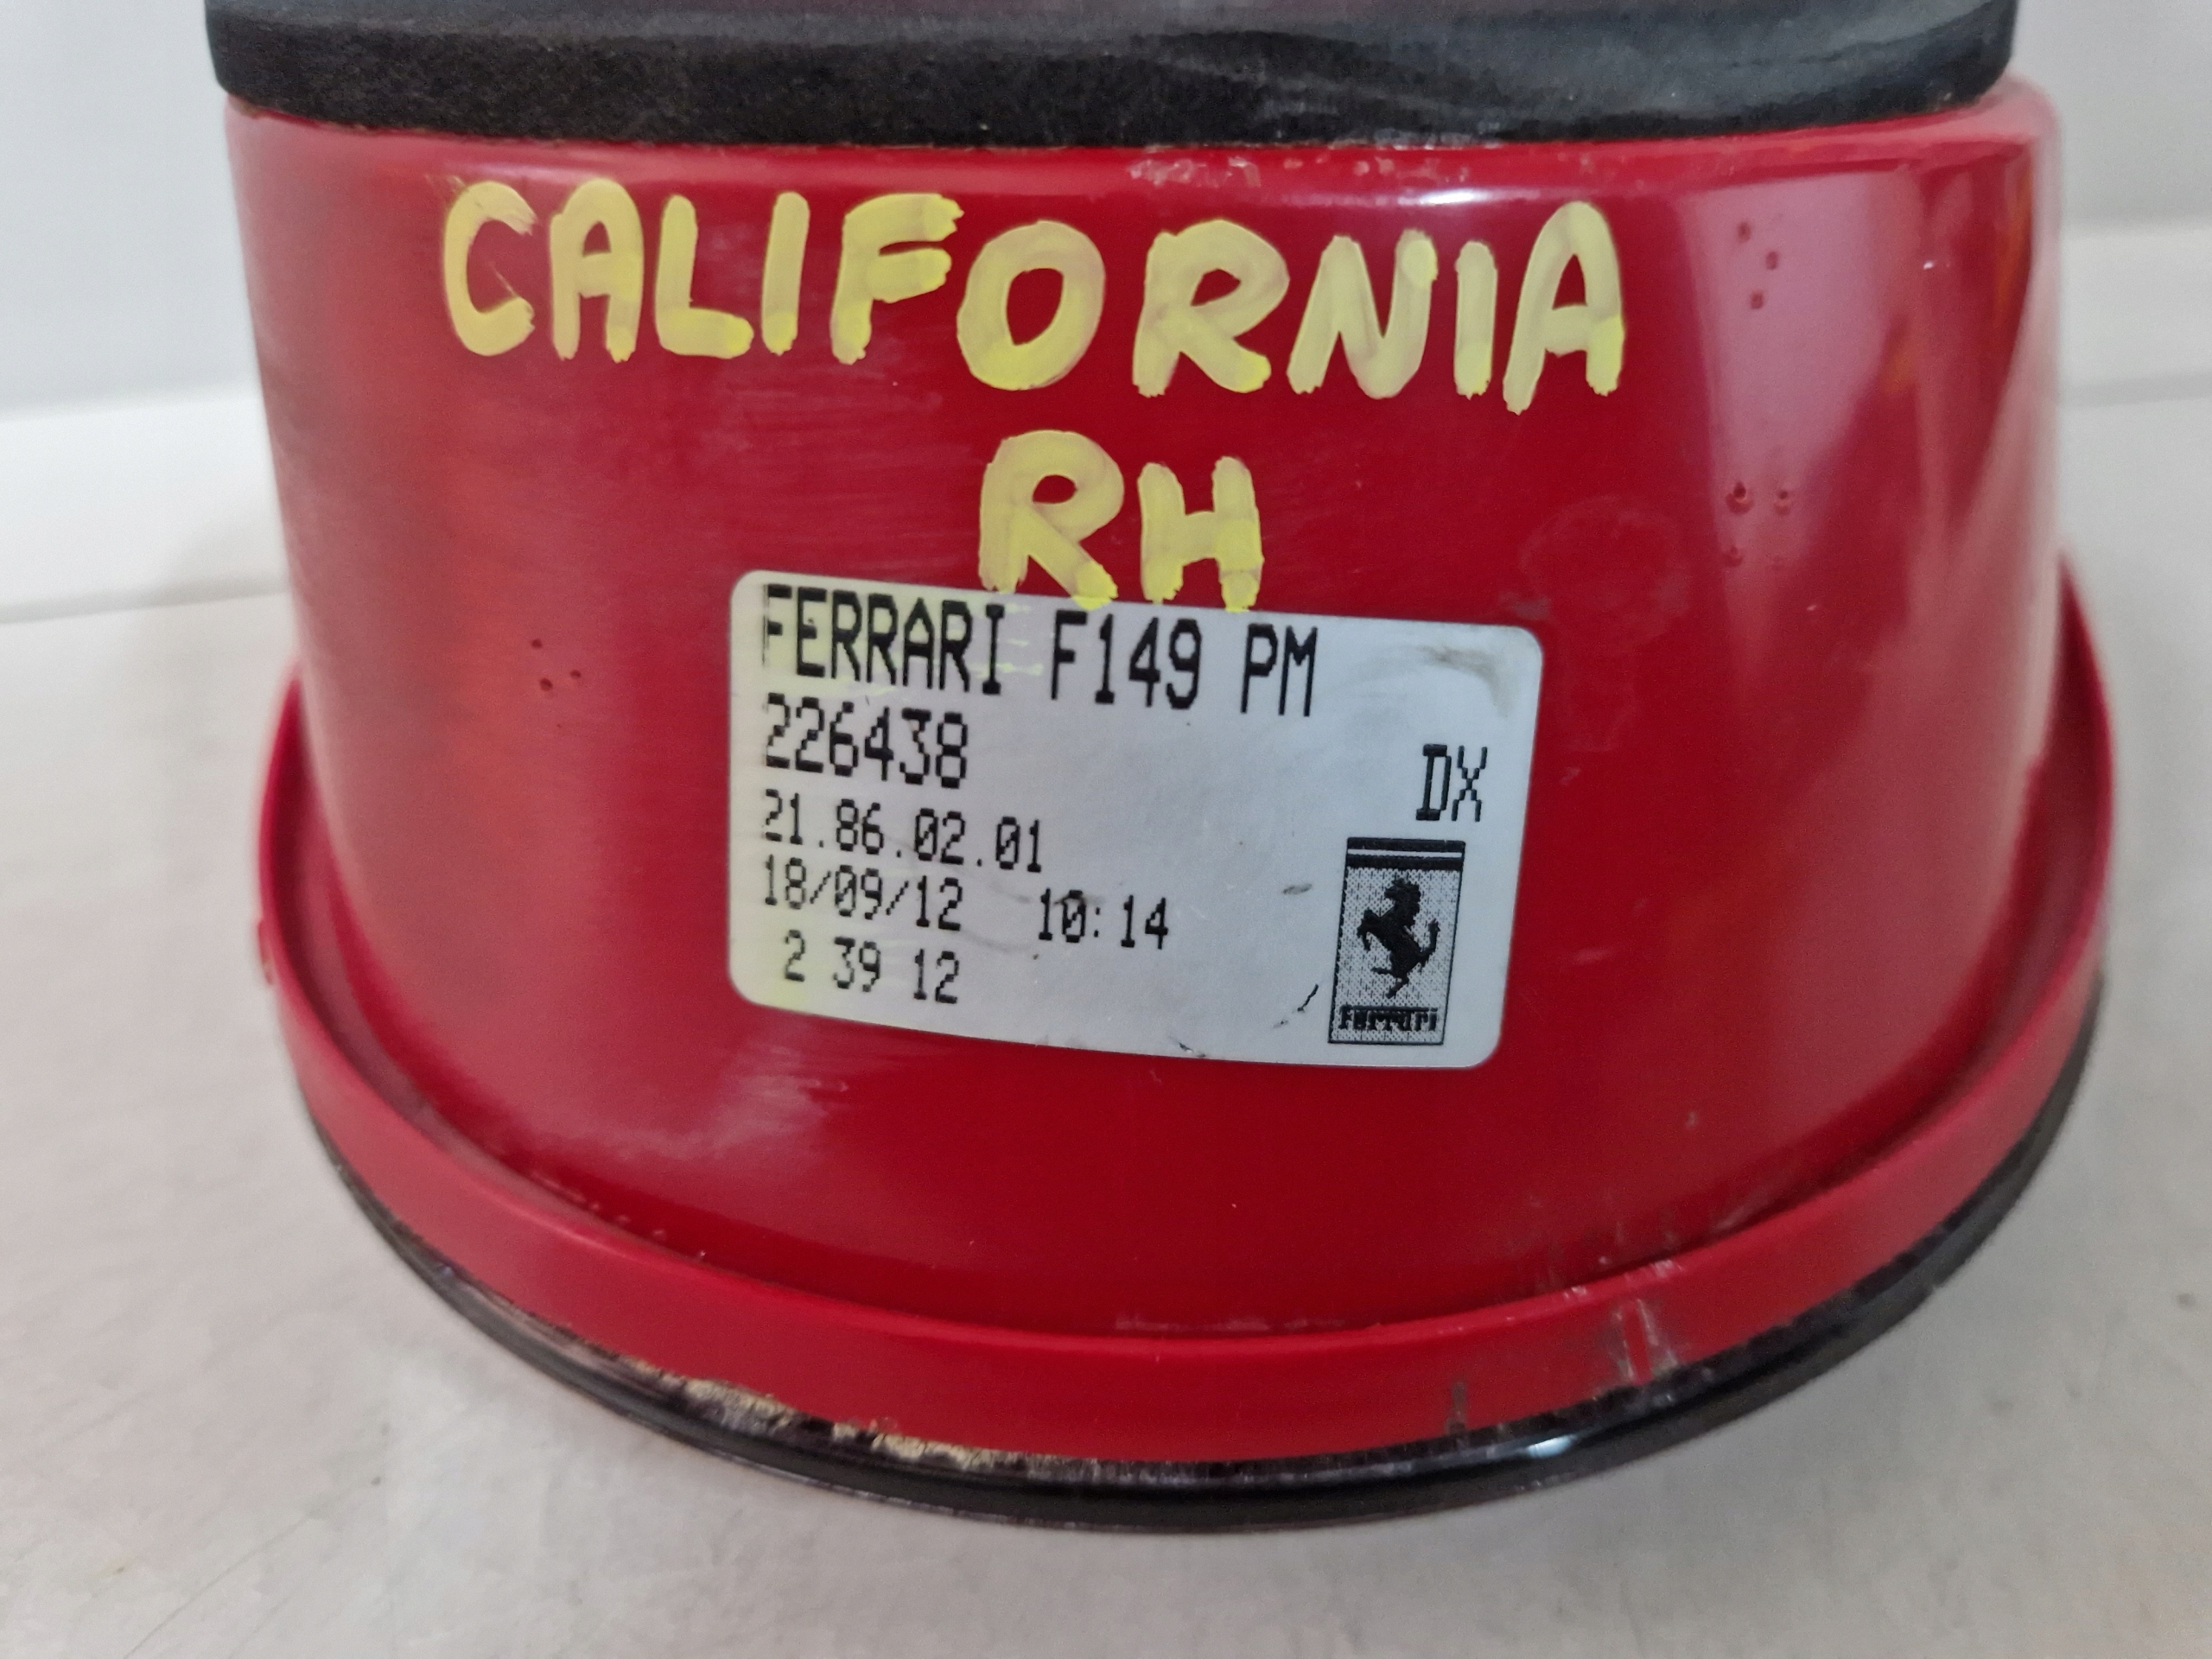 CALIFORNIA
RH
FERRARI F149 PM
226438
DX
21.86.02.01
18/09/12 10:14
2 39 12
Ferrari